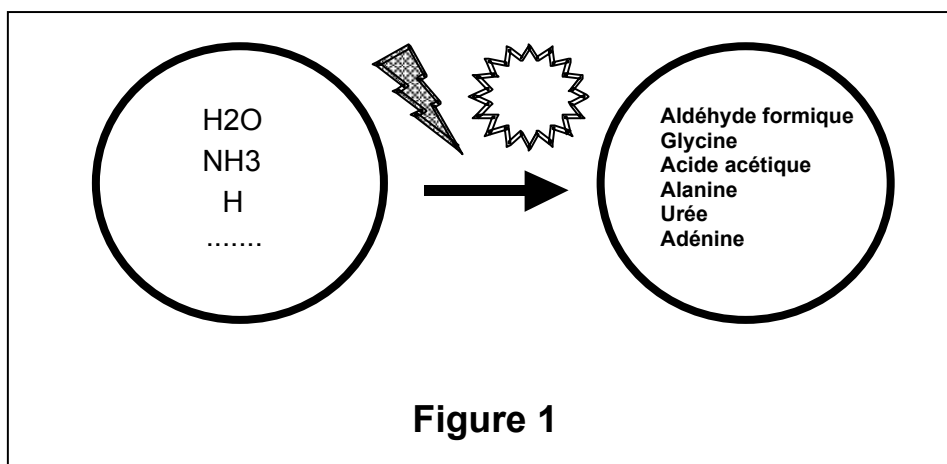 H2O
NH3
H
.......
Aldéhyde formique
Glycine
Acide acétique
Alanine
Urée
Adénine
Figure 1